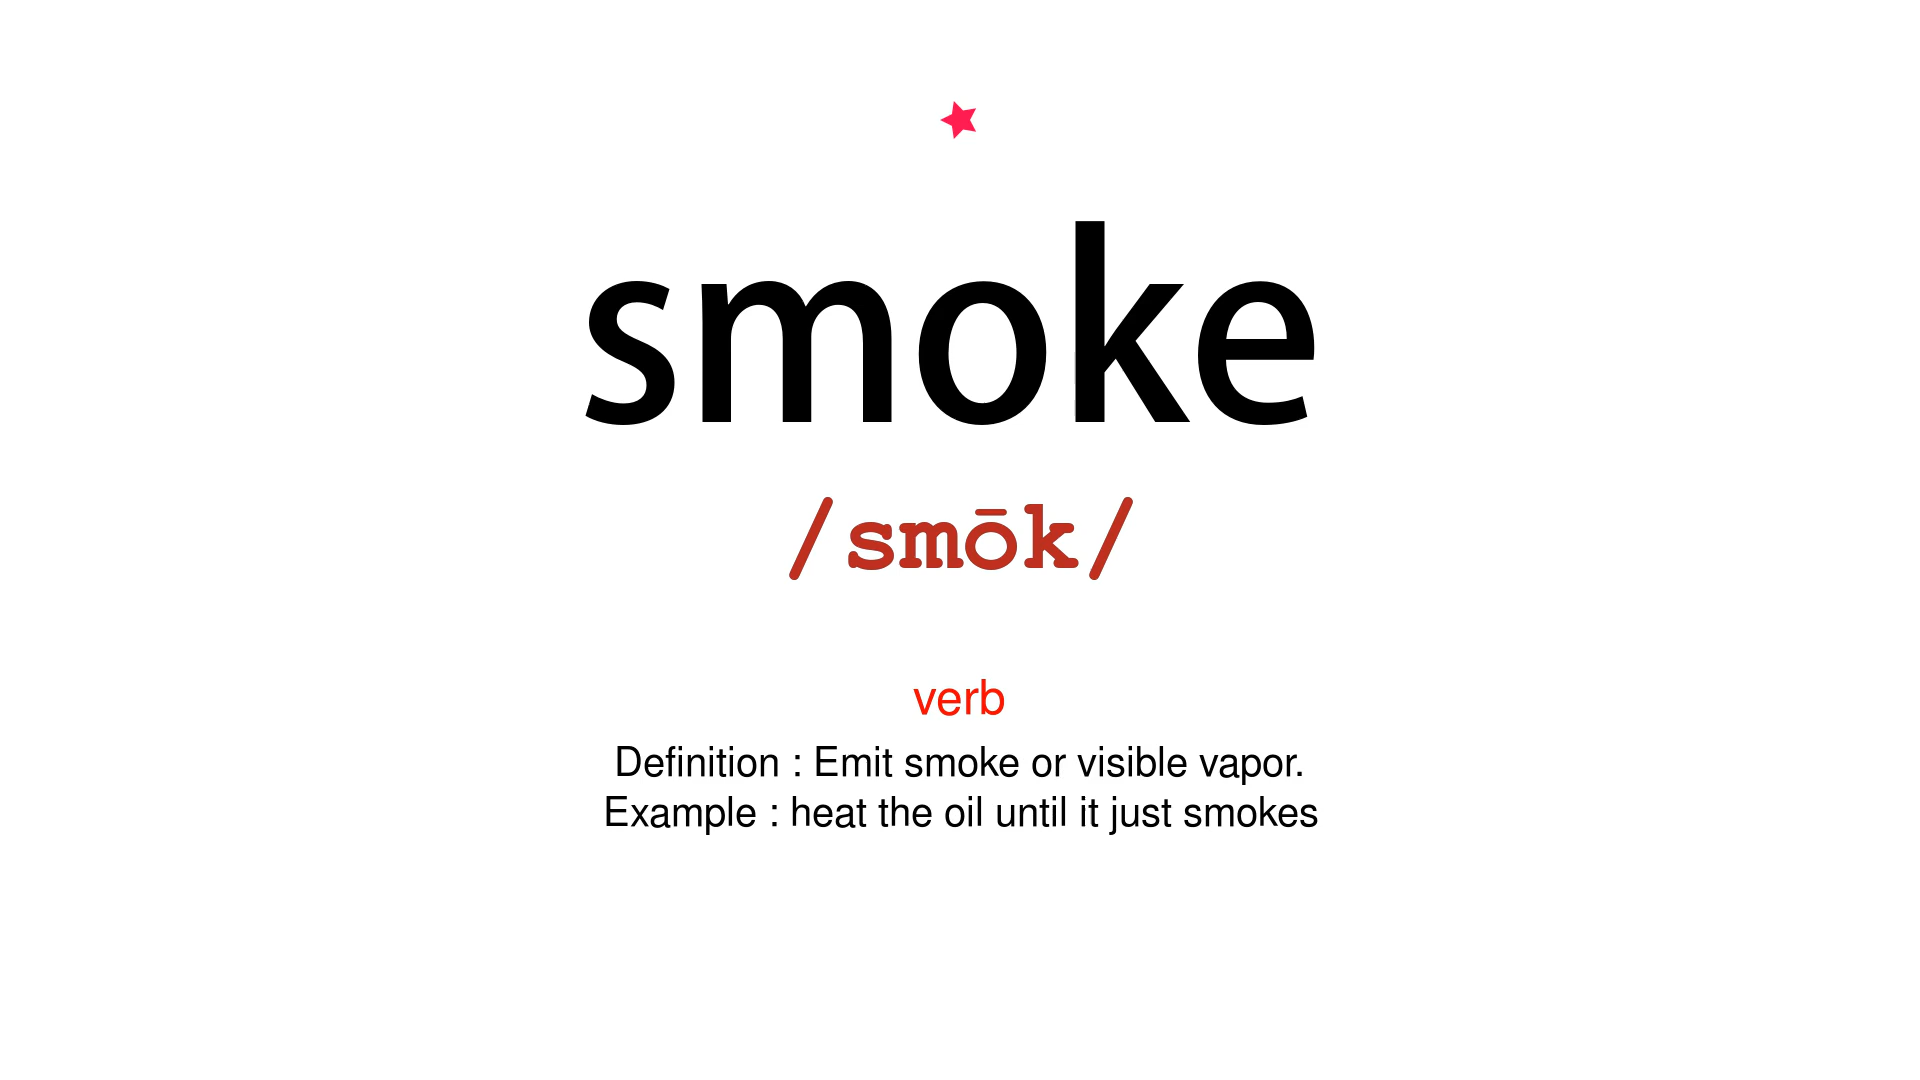 smoke
/smōk/
verb
Definition : Emit smoke or visible vapor.
Example : heat the oil until it just smokes